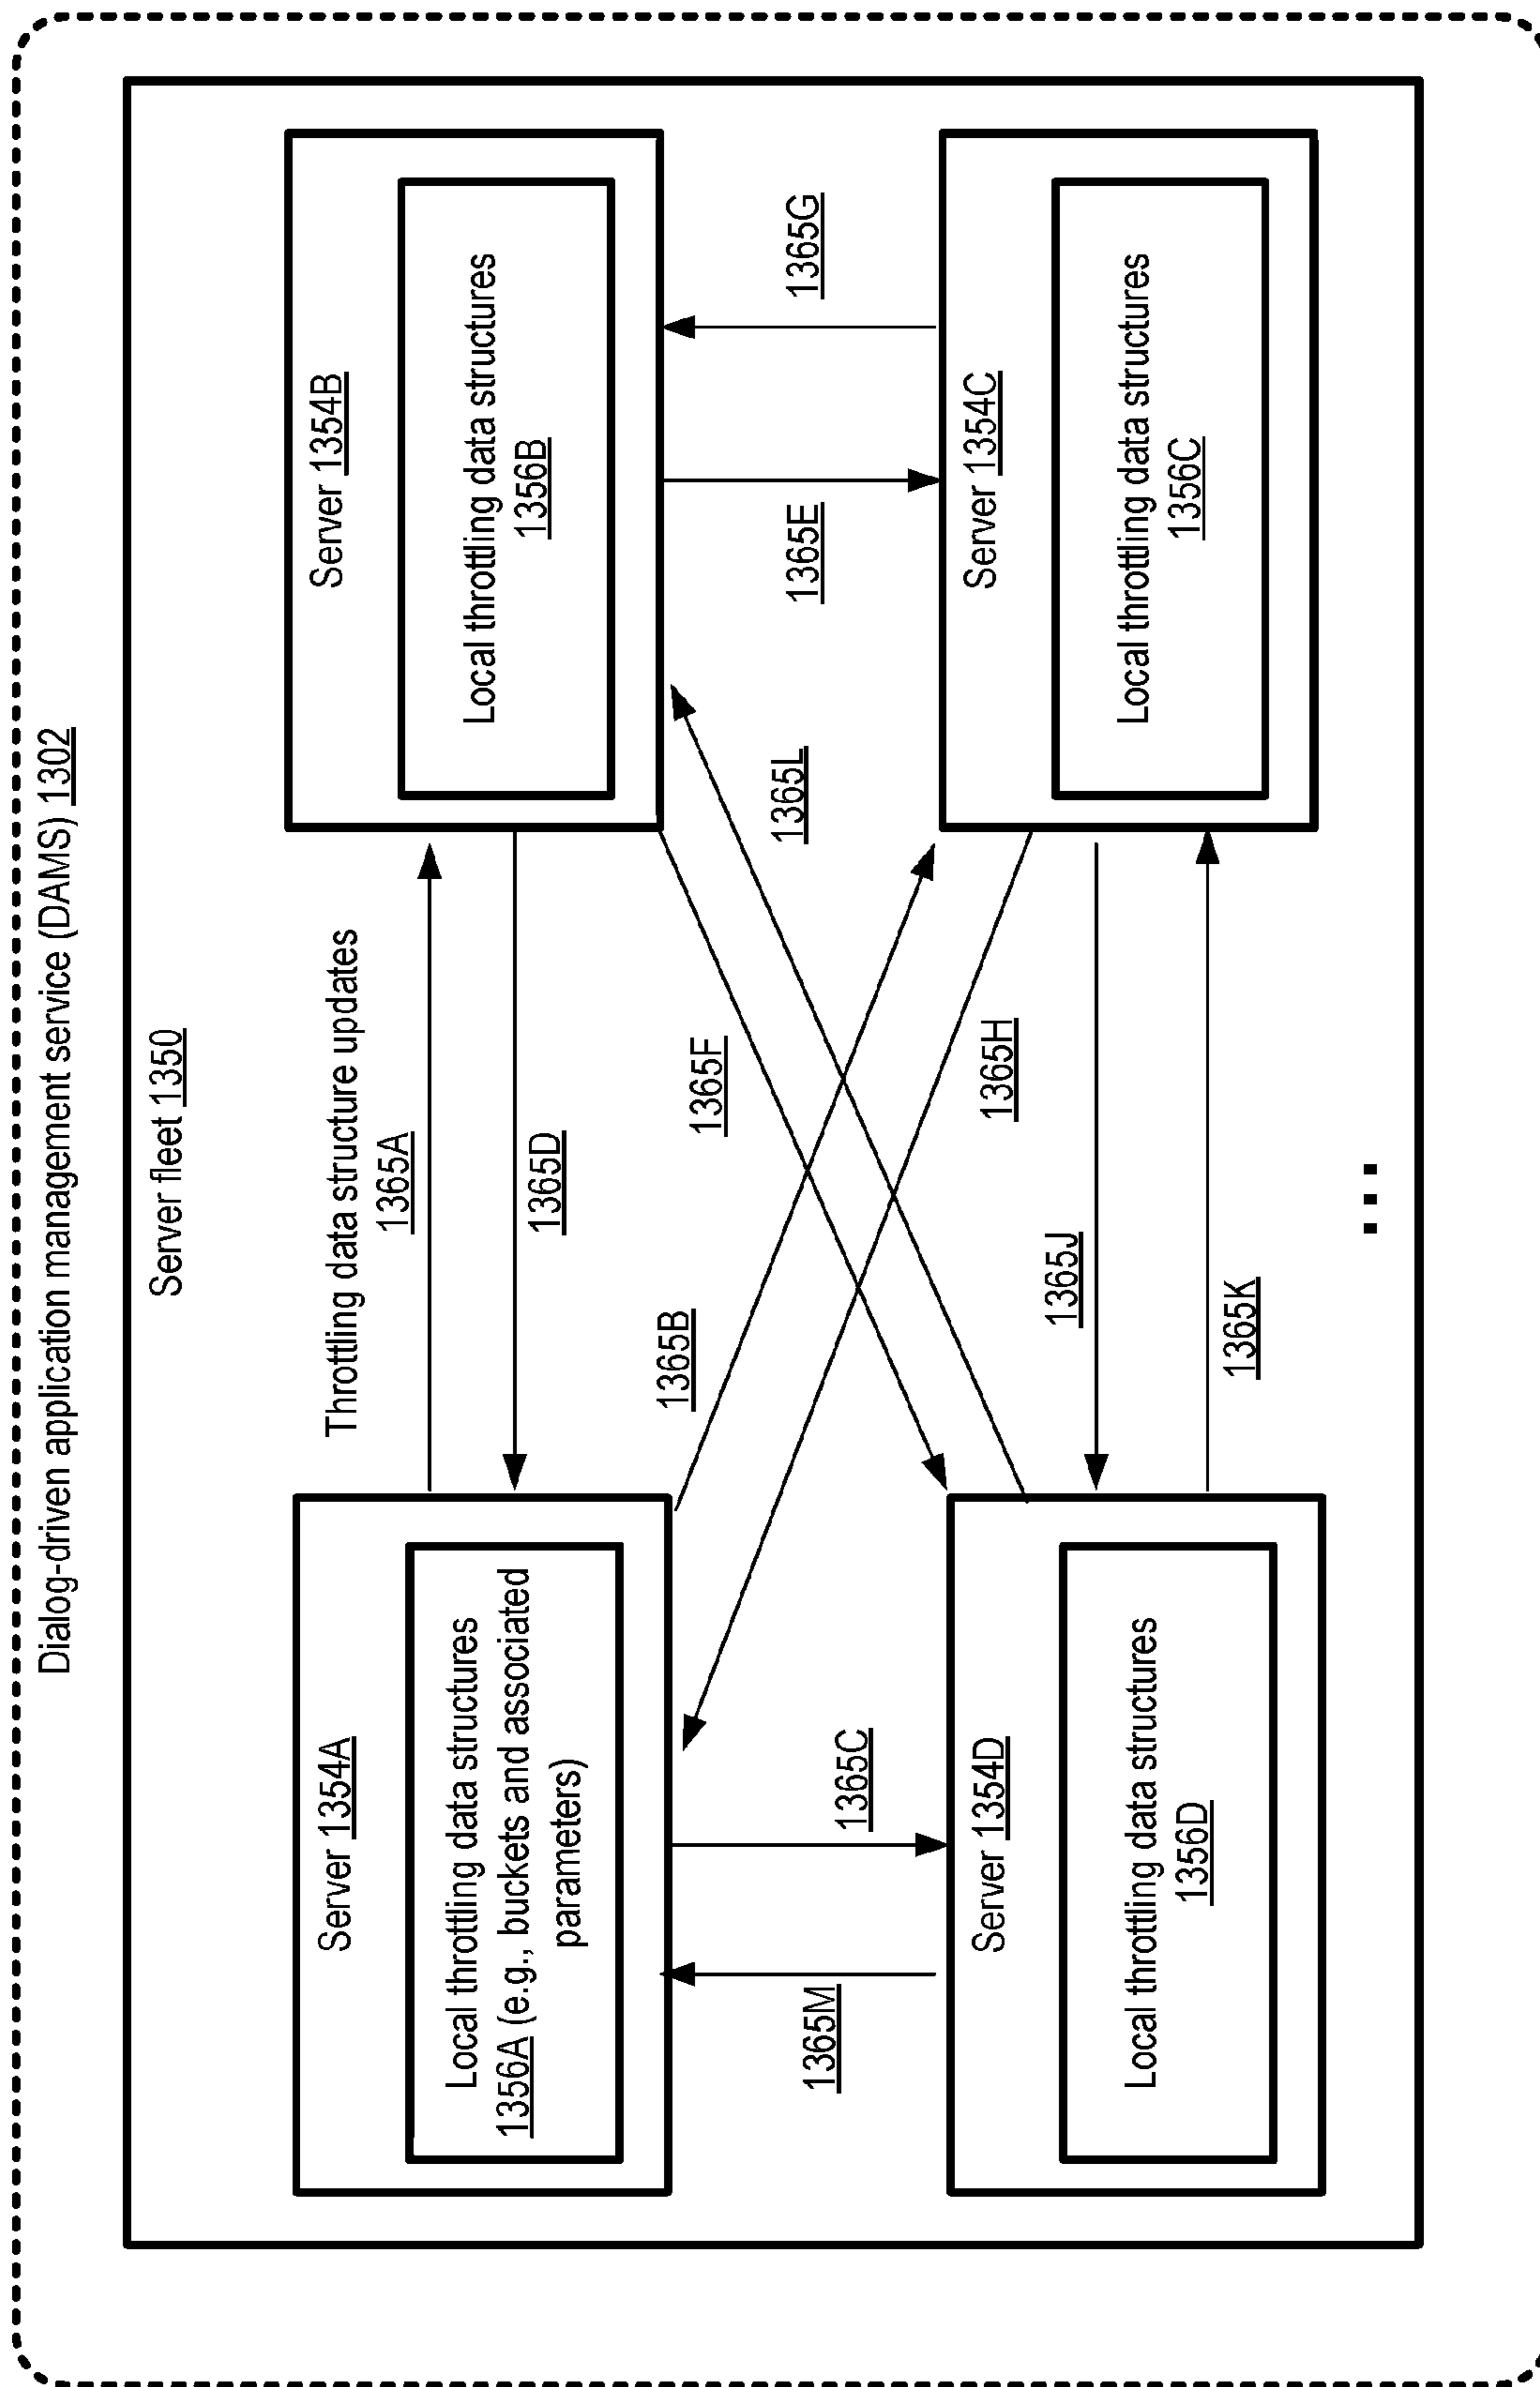 Dialog-driven application management service (DAMS) 1302
Server fleet 1350
Throttling data structure updates
Server 1354A
Local throttling data structures
1356A (e.g., buckets and associated
parameters)
1365A
1365D
Server 1354B
Local throttling data structures
1356B
1365B
1365F
1365L
1365H
1365M
1365C
1365E
1365G
Server 1354D
Local throttling data structures
1356D
1365J
1365K
Server 1354C
Local throttling data structures
1356C
...